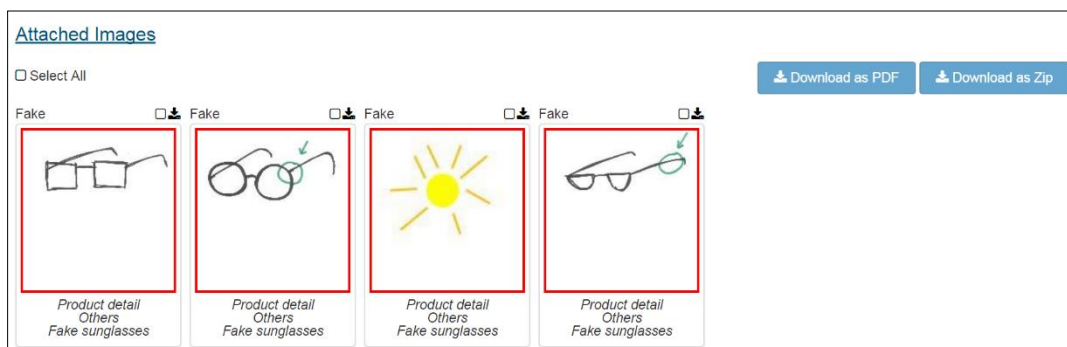 Attached Images
Select All
Download as PDF
Download as Zip
Fake
Product detail
Others
Fake sunglasses
Fake
Product detail
Others
Fake sunglasses
Fake
Product detail
Others
Fake sunglasses
Fake
Product detail
Others
Fake sunglasses